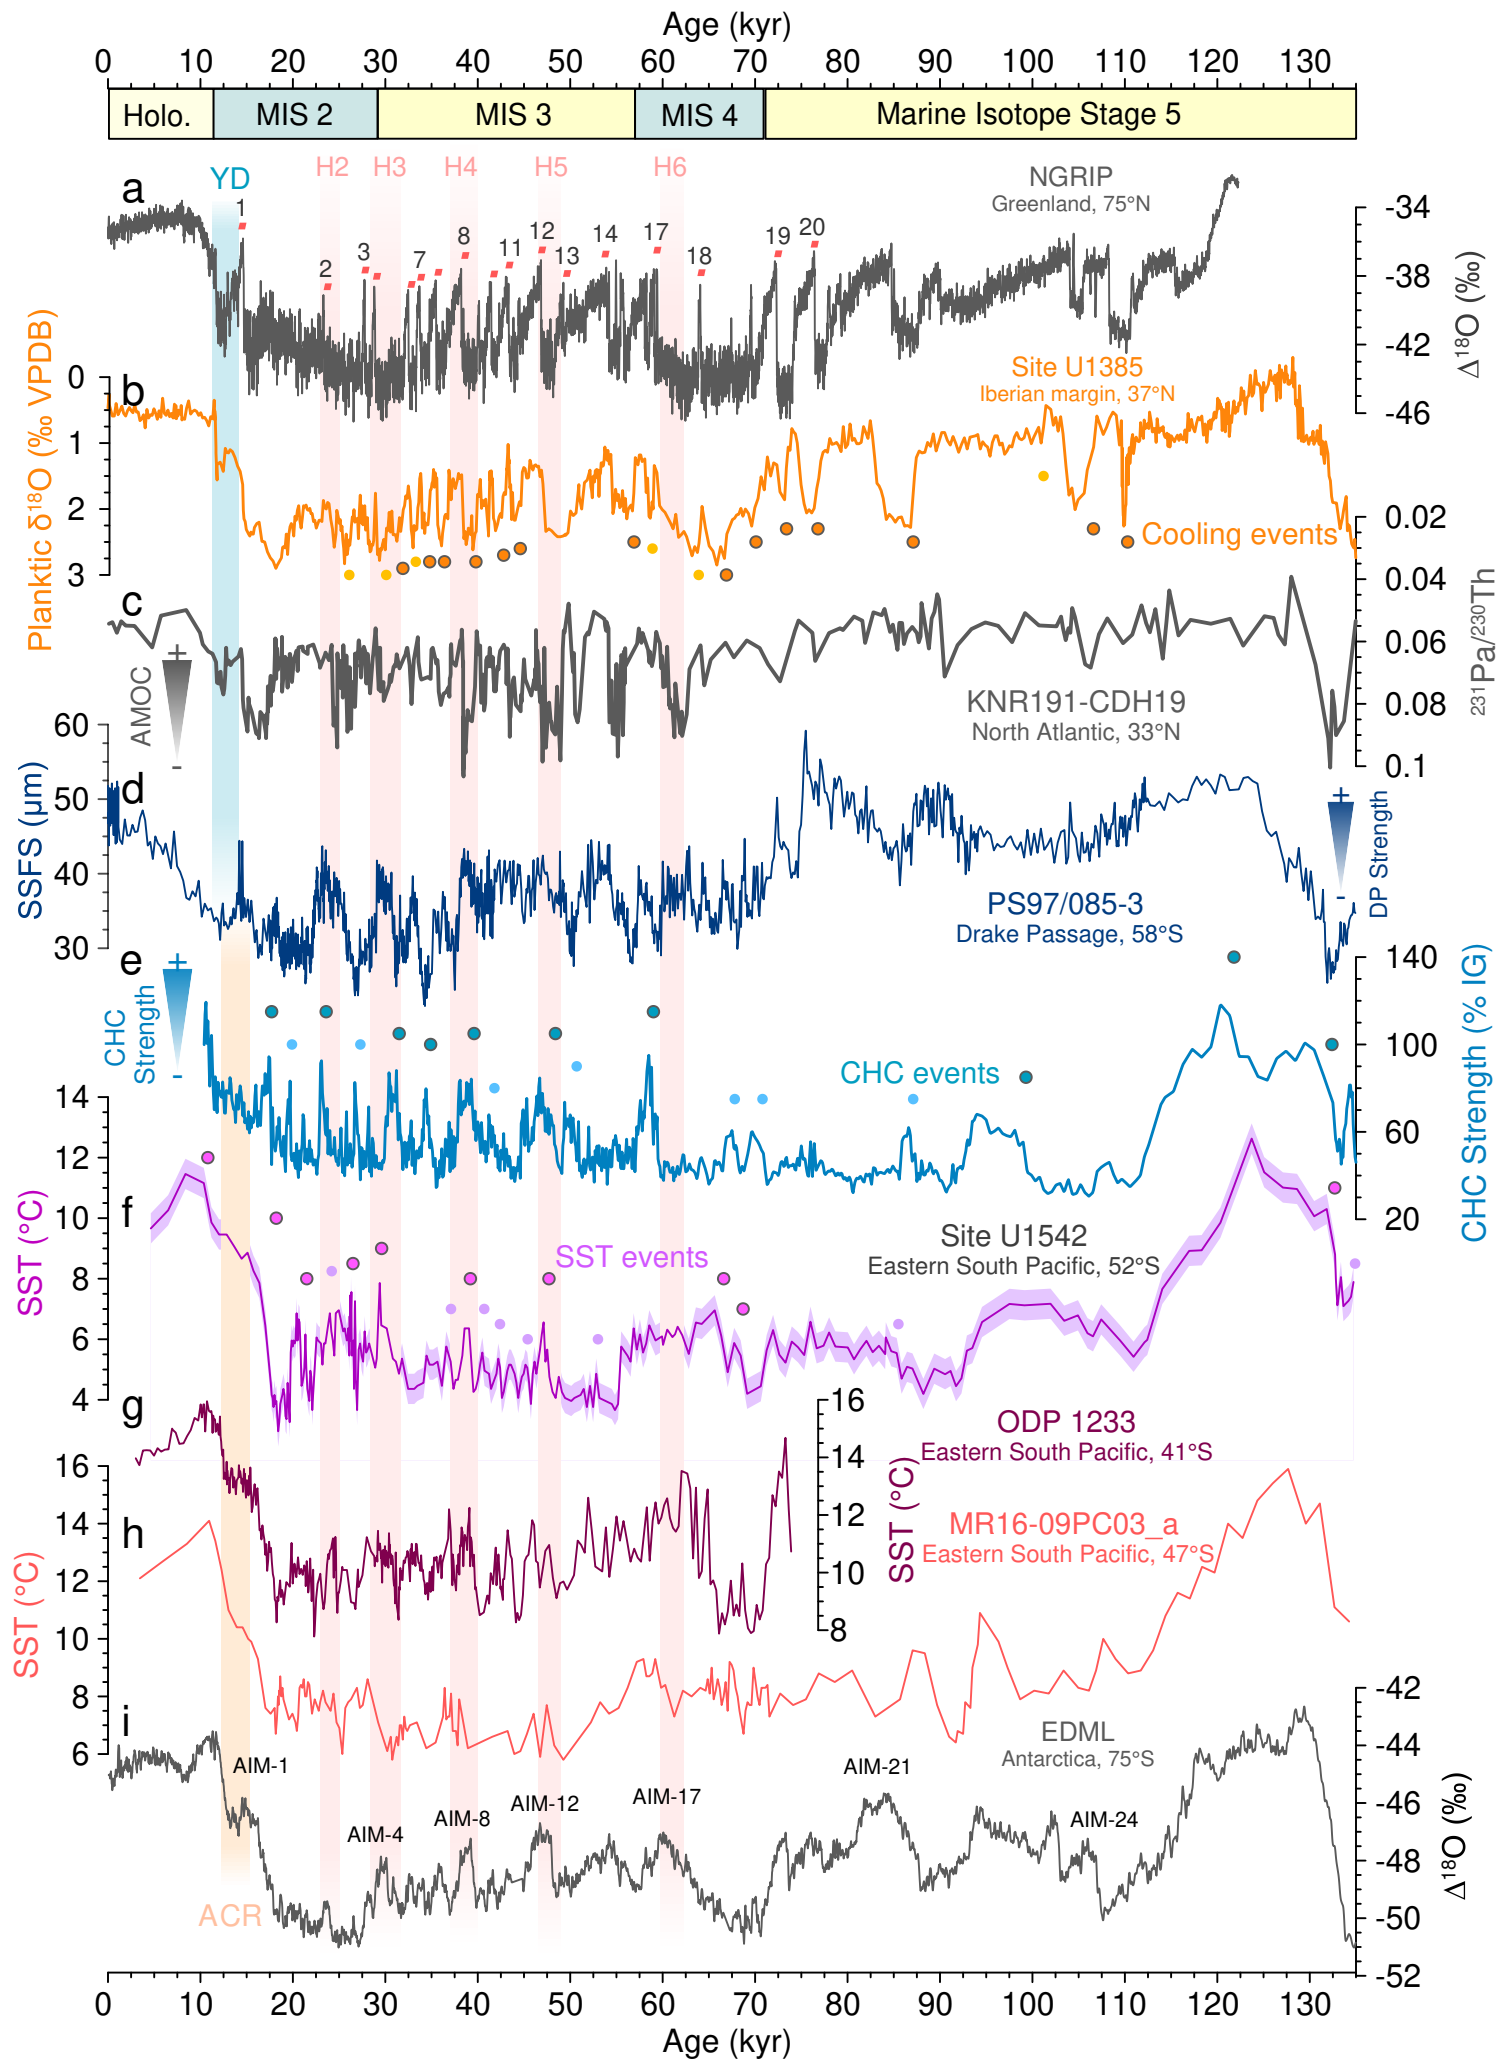 Age (kyr)
0 10 20 30 40 50 60 70 80 90 100 110 120 130
Holo. MIS 2 MIS 3 MIS 4 Marine Isotope Stage 5
YD H2 H3 H4 H5 H6
a
NGRIP
Greenland, 75°N
1 2 3 7 8 11 12 13 14 17 18 19 20
-34
-38
-42
-46
Δ¹⁸O (‰)
b
Site U1385
Iberian margin, 37°N
Cooling events
0
1
2
3
Planktic δ¹⁸O (‰ VPDB)
c
+
AMOC
-
KNR191-CDH19
North Atlantic, 33°N
0.02
0.04
0.06
0.08
0.1
²³¹Pa/²³⁰Th
d
60
50
40
30
SSFS (μm)
PS97/085-3
Drake Passage, 58°S
+
DP Strength
-
e
+
CHC
Strength
-
CHC events
140
100
60
20
CHC Strength (% IG)
f
14
12
10
8
6
4
SST (°C)
SST events
Site U1542
Eastern South Pacific, 52°S
g
16
14
12
10
8
SST (°C)
ODP 1233
Eastern South Pacific, 41°S
h
16
14
12
10
8
6
SST (°C)
MR16-09PC03_a
Eastern South Pacific, 47°S
i
EDML
Antarctica, 75°S
AIM-1
AIM-4
AIM-8
AIM-12
AIM-17
AIM-21
AIM-24
ACR
-42
-44
-46
-48
-50
-52
Δ¹⁸O (‰)
0 10 20 30 40 50 60 70 80 90 100 110 120 130
Age (kyr)